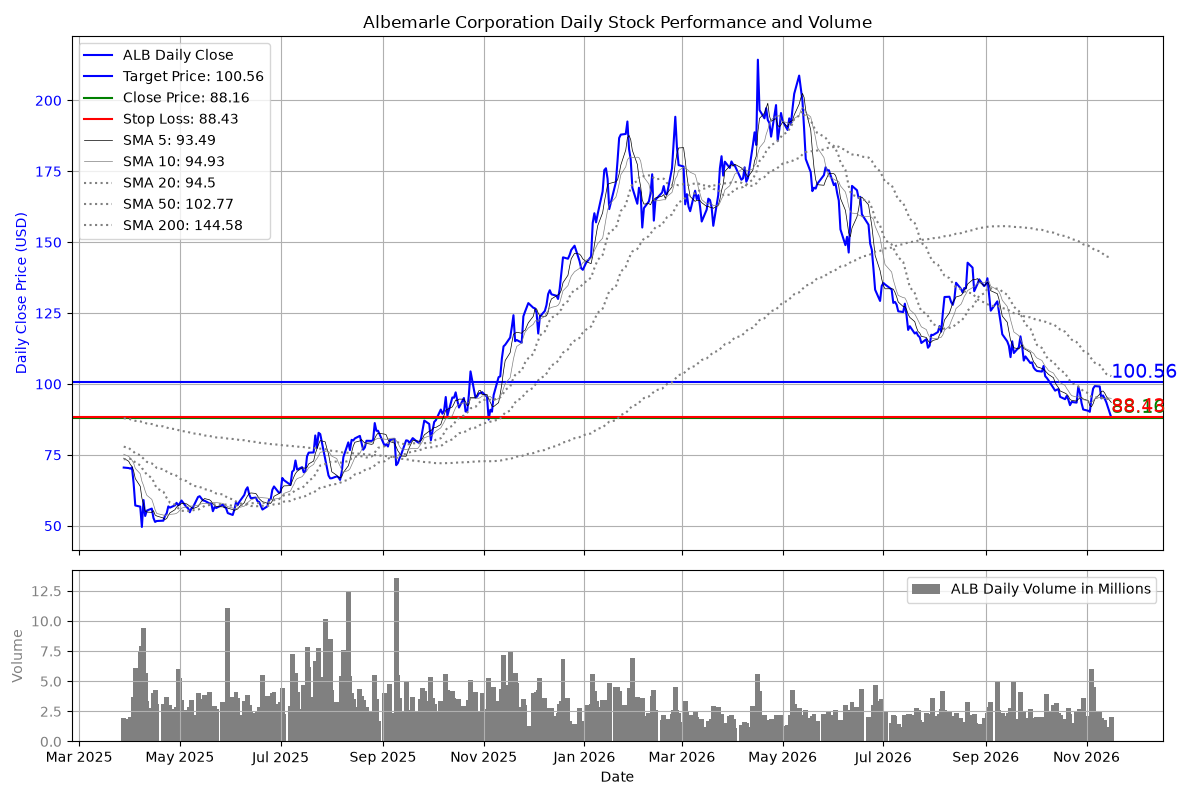 Albemarle Corporation Daily Stock Performance and Volume
ALB Daily Close
Target Price: 100.56
Close Price: 88.16
Stop Loss: 88.43
SMA 5: 93.49
SMA 10: 94.93
SMA 20: 94.5
SMA 50: 102.77
SMA 200: 144.58
Daily Close Price (USD)
200
175
150
125
100
75
50
100.56
88.43
88.16
ALB Daily Volume in Millions
Volume
12.5
10.0
7.5
5.0
2.5
0.0
Mar 2025 May 2025 Jul 2025 Sep 2025 Nov 2025 Jan 2026 Mar 2026 May 2026 Jul 2026 Sep 2026 Nov 2026
Date